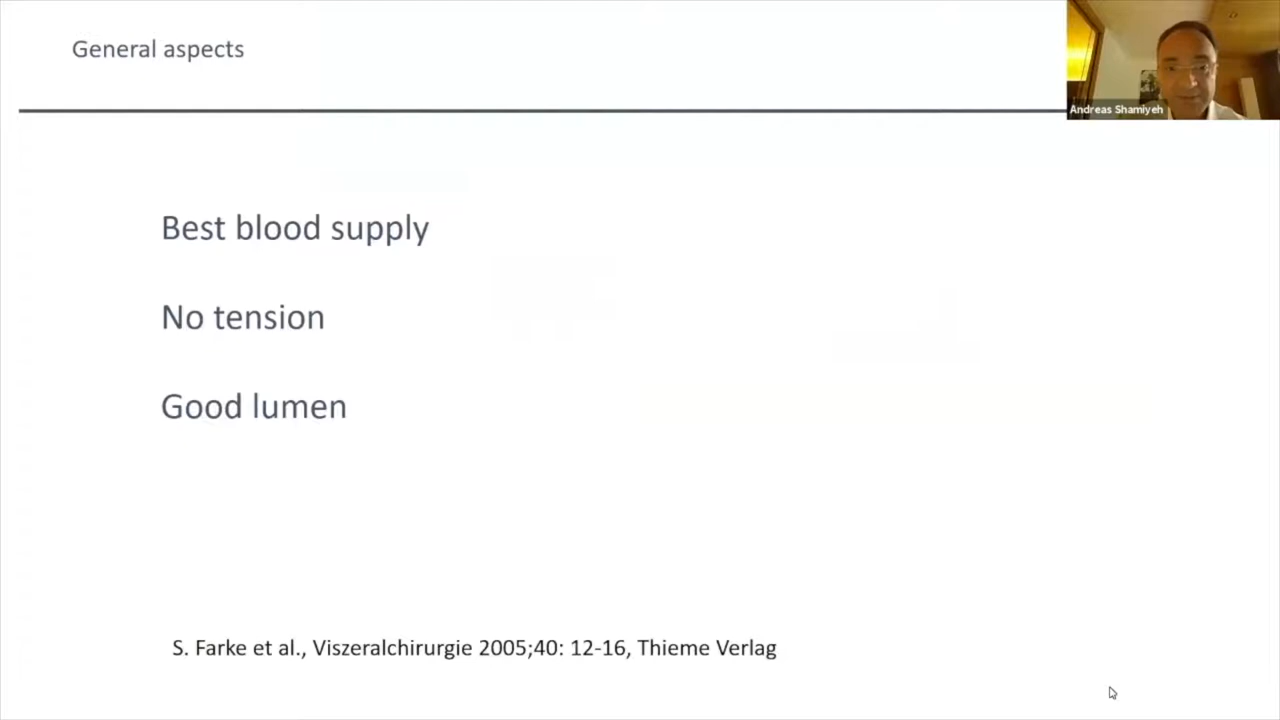 General aspects
Andreas Shamiyeh
Best blood supply
No tension
Good lumen
S. Farke et al., Viszeralchirurgie 2005;40: 12-16, Thieme Verlag